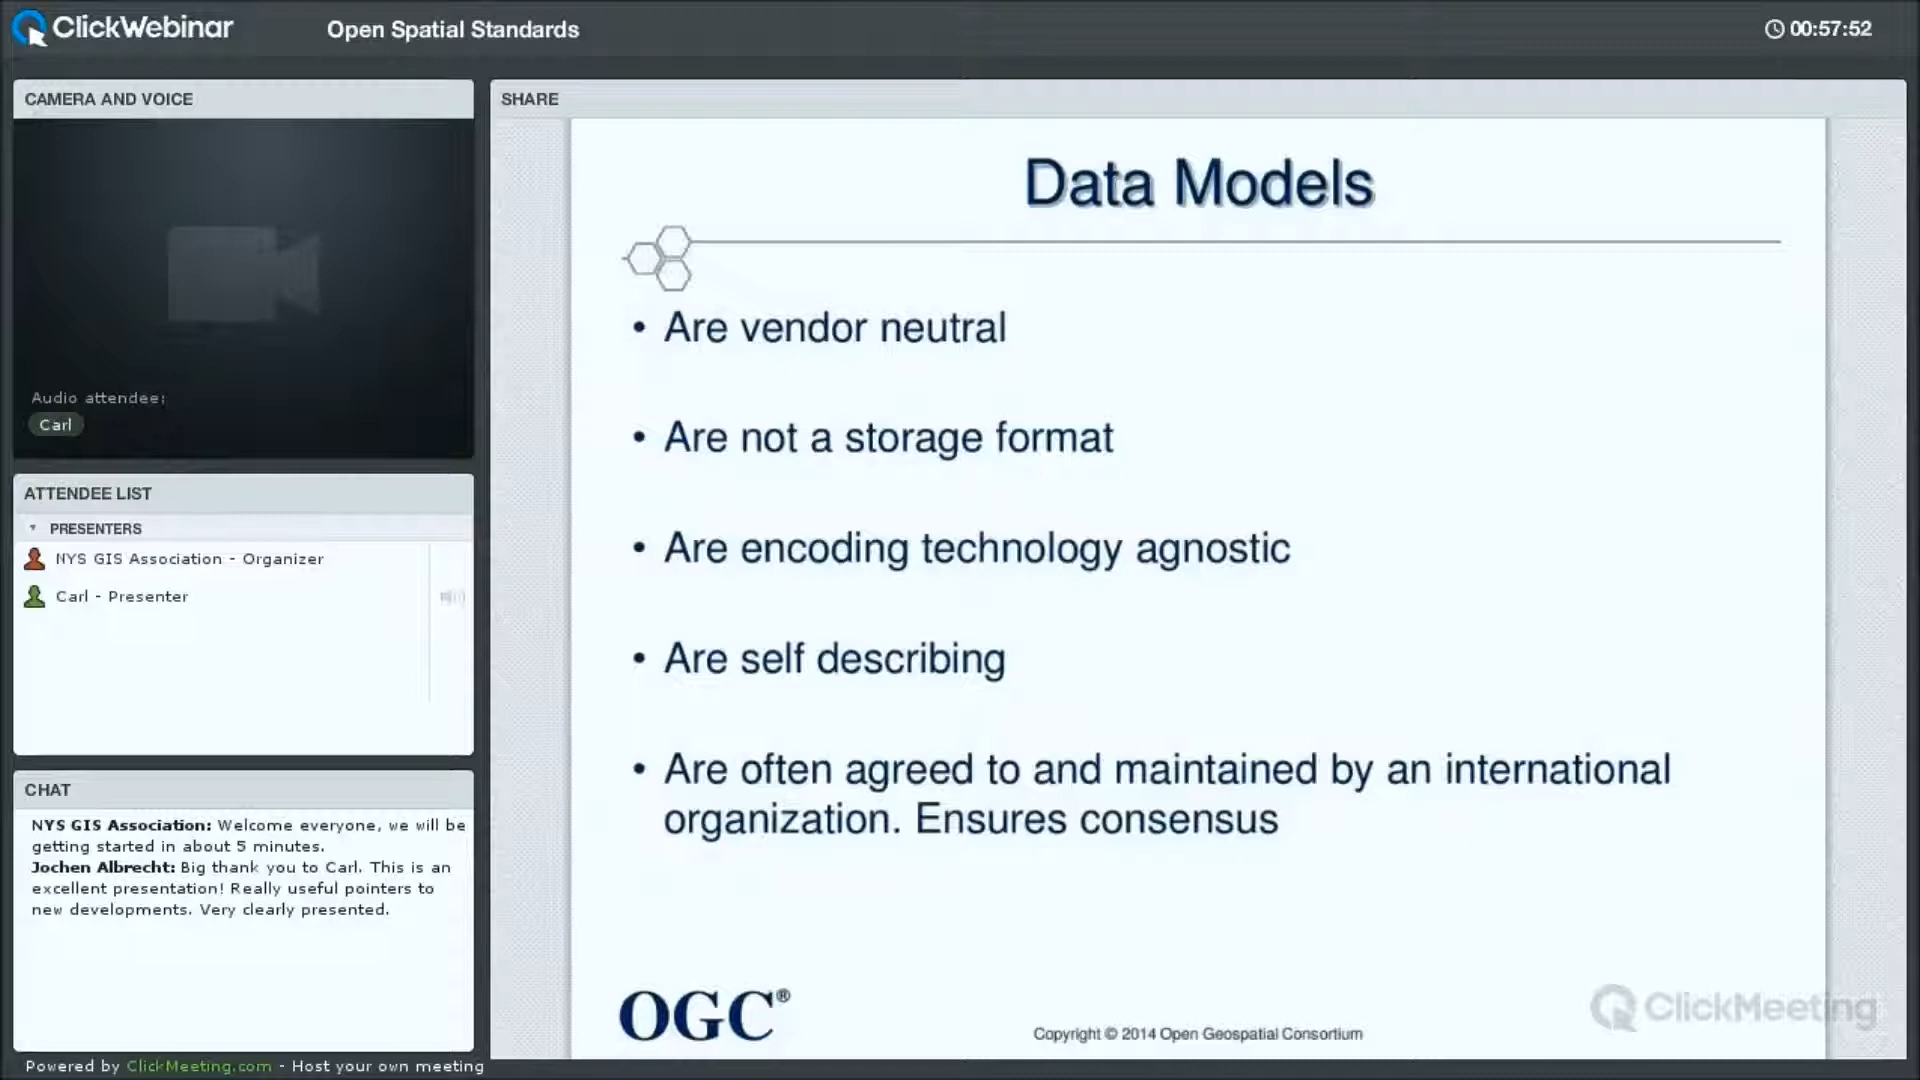 ClickWebinar
Open Spatial Standards
00:57:52
CAMERA AND VOICE
Audio attendee:
Carl
ATTENDEE LIST
PRESENTERS
NYS GIS Association - Organizer
Carl - Presenter
CHAT
NYS GIS Association: Welcome everyone, we will be
getting started in about 5 minutes.
Jochen Albrecht: Big thank you to Carl. This is an
excellent presentation! Really useful pointers to
new developments. Very clearly presented.
Powered by ClickMeeting.com - Host your own meeting
SHARE
Data Models
• Are vendor neutral
• Are not a storage format
• Are encoding technology agnostic
• Are self describing
• Are often agreed to and maintained by an international
organization. Ensures consensus
OGC®
Copyright © 2014 Open Geospatial Consortium
ClickMeeting